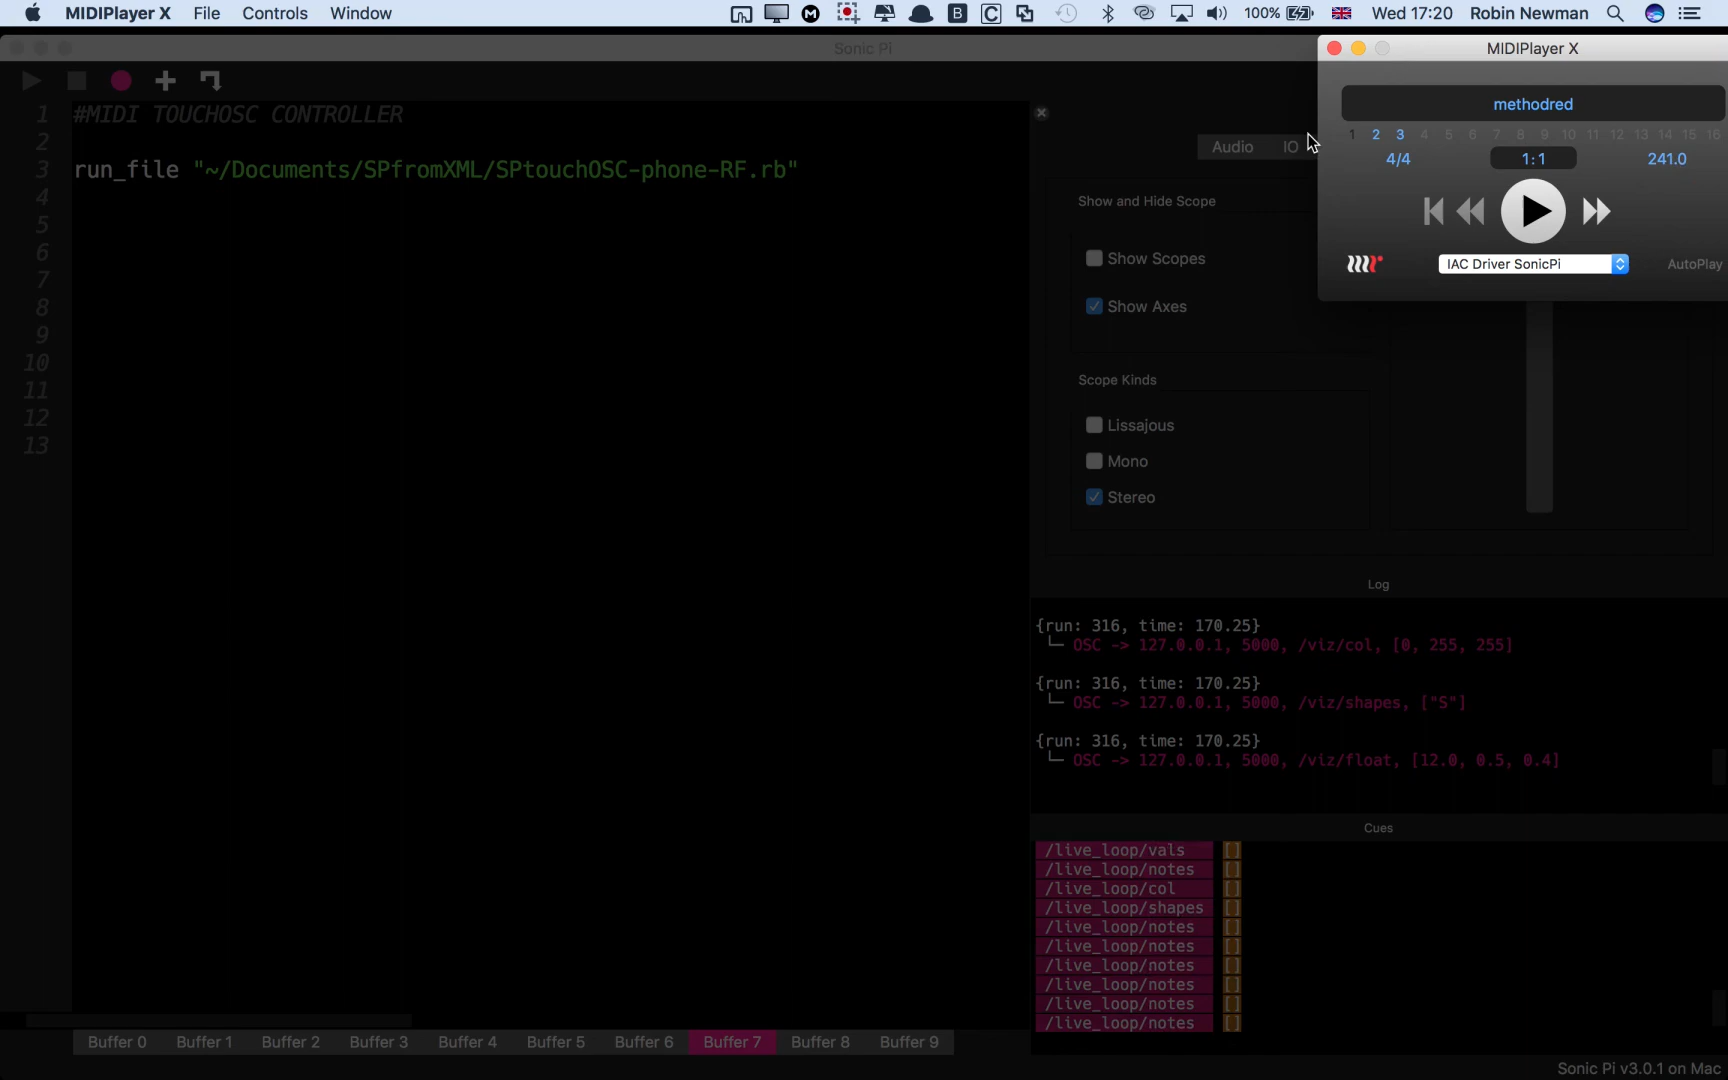 MIDIPlayer X File Controls Window 100% Wed 17:20 Robin Newman
Sonic Pi
MIDIPlayer X
methodred
1 2 3 4 5 6 7 8 9 10 11 12 13 14 15 16
4/4 1:1 241.0
IAC Driver SonicPi AutoPlay
1 #MIDI TOUCHOSC CONTROLLER
2
3 run_file "~/Documents/SPfromXML/SPtouchOSC-phone-RF.rb"
4
5
6
7
8
9
10
11
12
13
Audio IO
Show and Hide Scope
Show Scopes
Show Axes
Scope Kinds
Lissajous
Mono
Stereo
Log
{run: 316, time: 170.25}
└─ OSC -> 127.0.0.1, 5000, /viz/col, [0, 255, 255]
{run: 316, time: 170.25}
└─ OSC -> 127.0.0.1, 5000, /viz/shapes, ["S"]
{run: 316, time: 170.25}
└─ OSC -> 127.0.0.1, 5000, /viz/float, [12.0, 0.5, 0.4]
Cues
/live_loop/vals []
/live_loop/notes []
/live_loop/col []
/live_loop/shapes []
/live_loop/notes []
/live_loop/notes []
/live_loop/notes []
/live_loop/notes []
/live_loop/notes []
/live_loop/notes []
Buffer 0 Buffer 1 Buffer 2 Buffer 3 Buffer 4 Buffer 5 Buffer 6 Buffer 7 Buffer 8 Buffer 9
Sonic Pi v3.0.1 on Mac